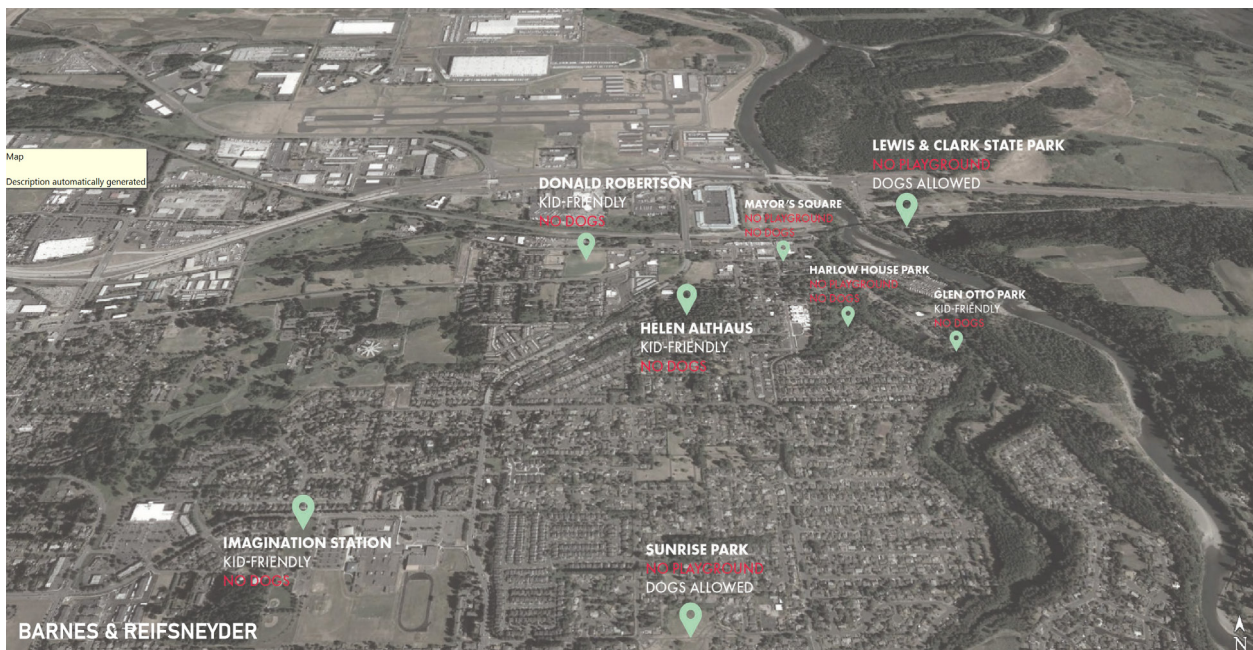 Map
Description automatically generated
LEWIS & CLARK STATE PARK
NO PLAYGROUND
DOGS ALLOWED
DONALD ROBERTSON
KID-FRIENDLY
NO DOGS
MAYOR'S SQUARE
NO PLAYGROUND
NO DOGS
HARLOW HOUSE PARK
NO PLAYGROUND
NO DOGS
GLEN OTTO PARK
KID-FRIENDLY
NO DOGS
HELEN ALTHAUS
KID-FRIENDLY
NO DOGS
IMAGINATION STATION
KID-FRIENDLY
NO DOGS
SUNRISE PARK
NO PLAYGROUND
DOGS ALLOWED
BARNES & REIFSNEYDER
N